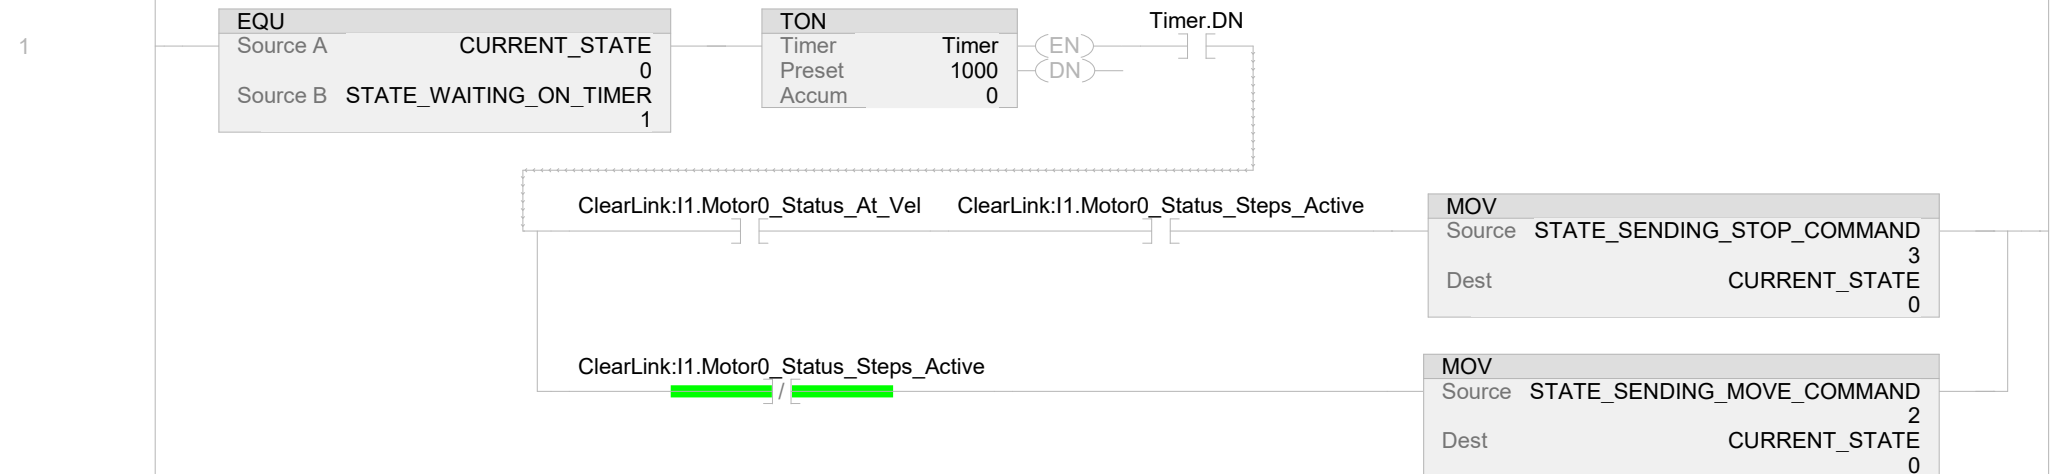 1
EQU
Source A CURRENT_STATE
0
Source B STATE_WAITING_ON_TIMER
1
TON
Timer Timer
Preset 1000
Accum 0
EN
DN
Timer.DN
ClearLink:I1.Motor0_Status_At_Vel
ClearLink:I1.Motor0_Status_Steps_Active
MOV
Source STATE_SENDING_STOP_COMMAND
3
Dest CURRENT_STATE
0
ClearLink:I1.Motor0_Status_Steps_Active
/
MOV
Source STATE_SENDING_MOVE_COMMAND
2
Dest CURRENT_STATE
0